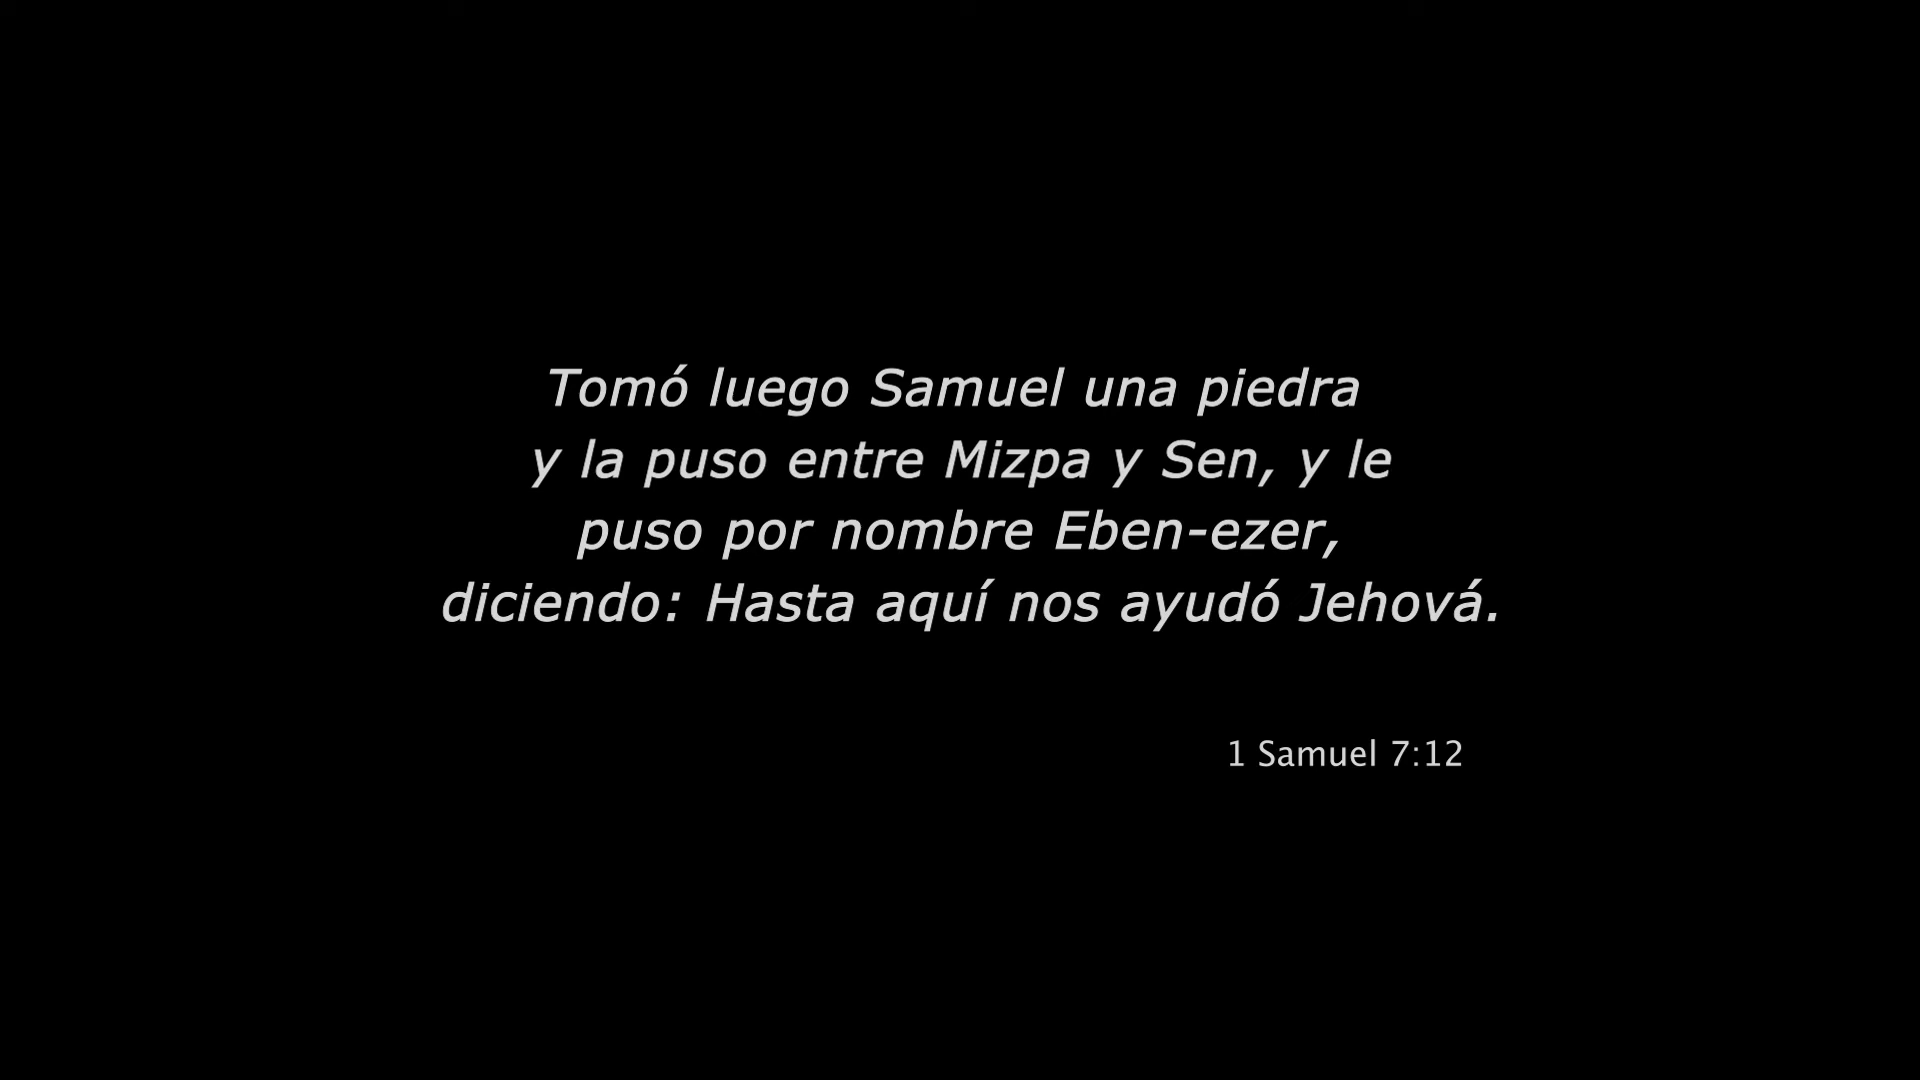 Tomó luego Samuel una piedra
y la puso entre Mizpa y Sen, y le
puso por nombre Eben-ezer,
diciendo: Hasta aquí nos ayudó Jehová.
1 Samuel 7:12